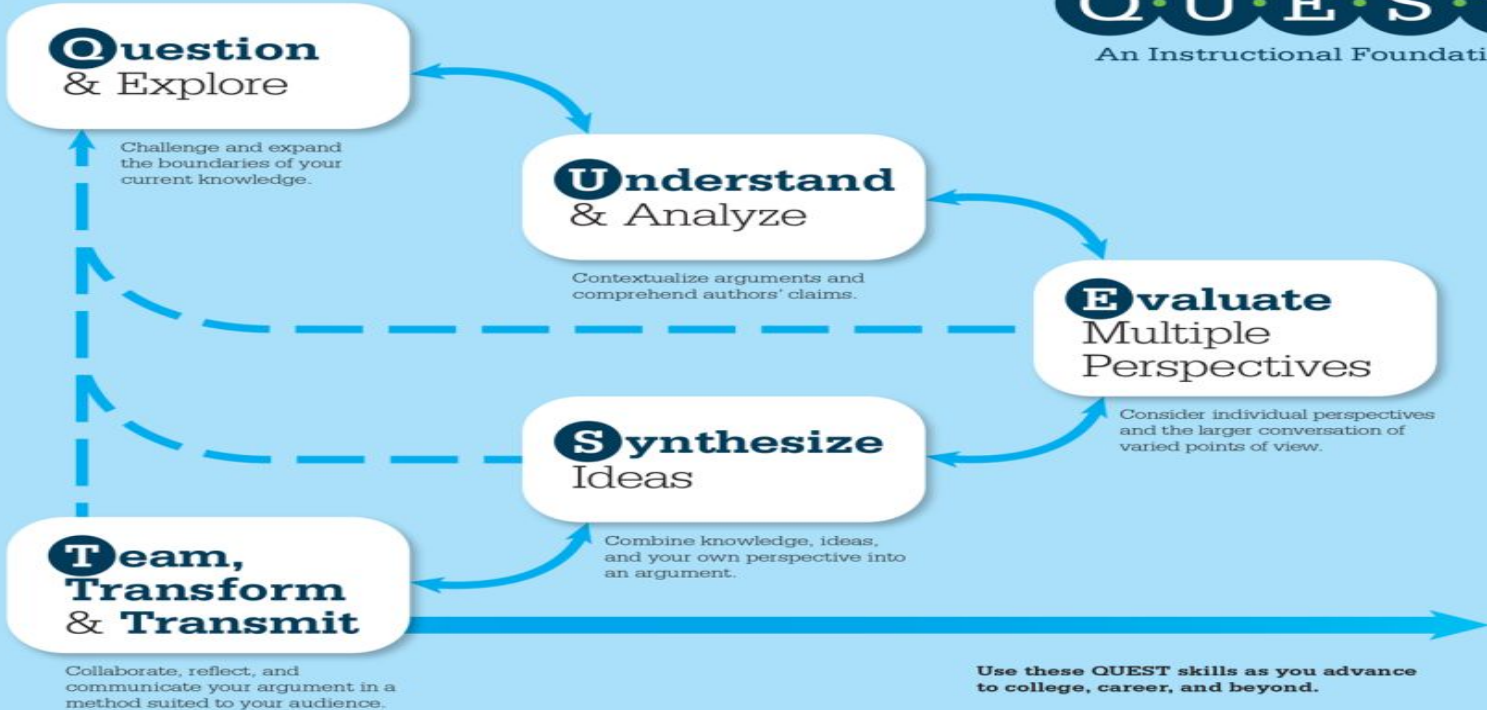 Q·U·E·S·
An Instructional
Question
& Explore
Challenge and expand
the boundaries of your
current knowledge.
Understand
& Analyze
Contextualize arguments and
comprehend authors' claims.
Evaluate
Multiple
Perspectives
Consider individual perspectives
and the larger conversation of
varied points of view.
Synthesize
Ideas
Combine knowledge, ideas,
and your own perspective into
an argument.
Team,
Transform
& Transmit
Collaborate, reflect, and
communicate your argument in a
method suited to your audience.
Use these QUEST skills as you advance
to college, career, and beyond.